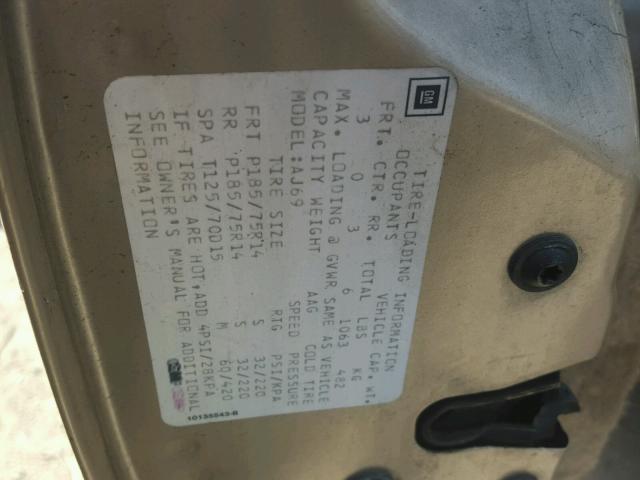 GM
TIRE-LOADING INFORMATION
OCCUPANTS VEHICLE CAP. WT.
FRT. CTR. RR. TOTAL LBS KG
3 0 3 6 1063 482
MAX. LOADING @ GVWR SAME AS VEHICLE
CAPACITY WEIGHT AAG COLD TIRE
MODEL:AJ69 SPEED PRESSURE
TIRE SIZE RTG PSI/KPA
FRT P185/75R14 S 32/220
RR P185/75R14 S 32/220
SPA T125/70D15 M 60/420
IF TIRES ARE HOT,ADD 4PSI/28KPA
SEE OWNER'S MANUAL FOR ADDITIONAL
INFORMATION
10135543-B